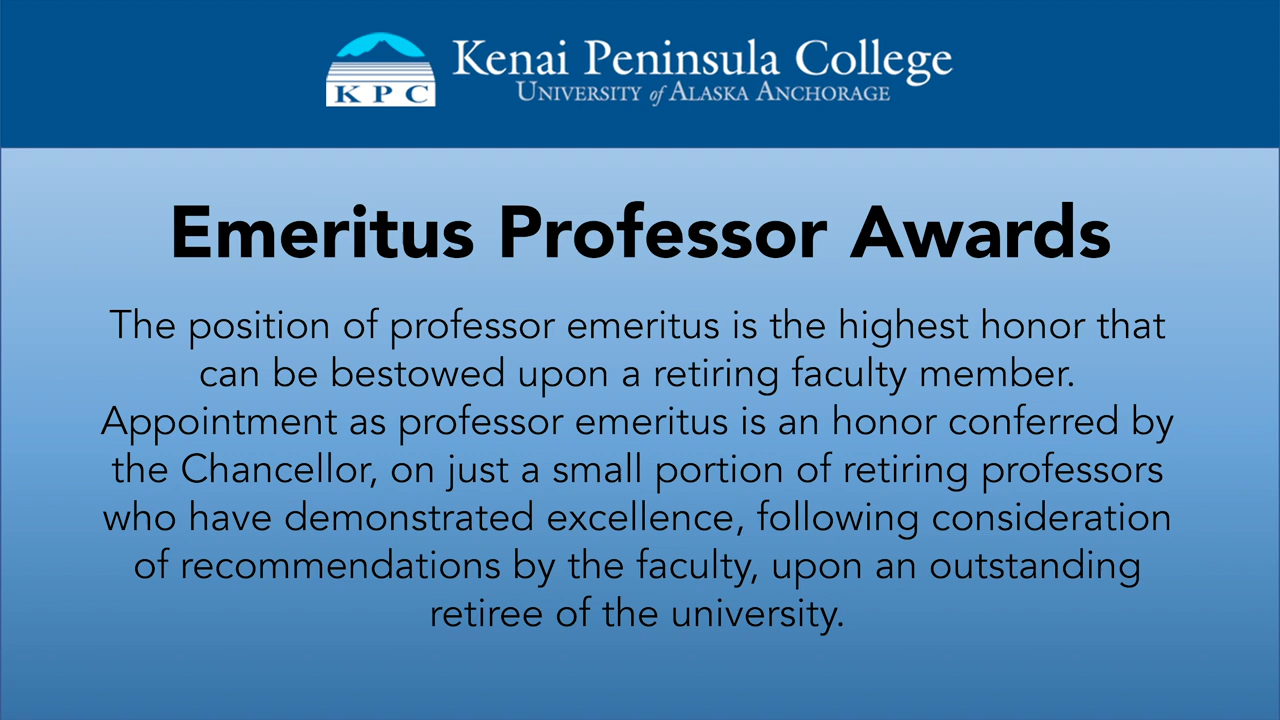 KPC
Kenai Peninsula College
University of Alaska Anchorage
Emeritus Professor Awards
The position of professor emeritus is the highest honor that
can be bestowed upon a retiring faculty member.
Appointment as professor emeritus is an honor conferred by
the Chancellor, on just a small portion of retiring professors
who have demonstrated excellence, following consideration
of recommendations by the faculty, upon an outstanding
retiree of the university.